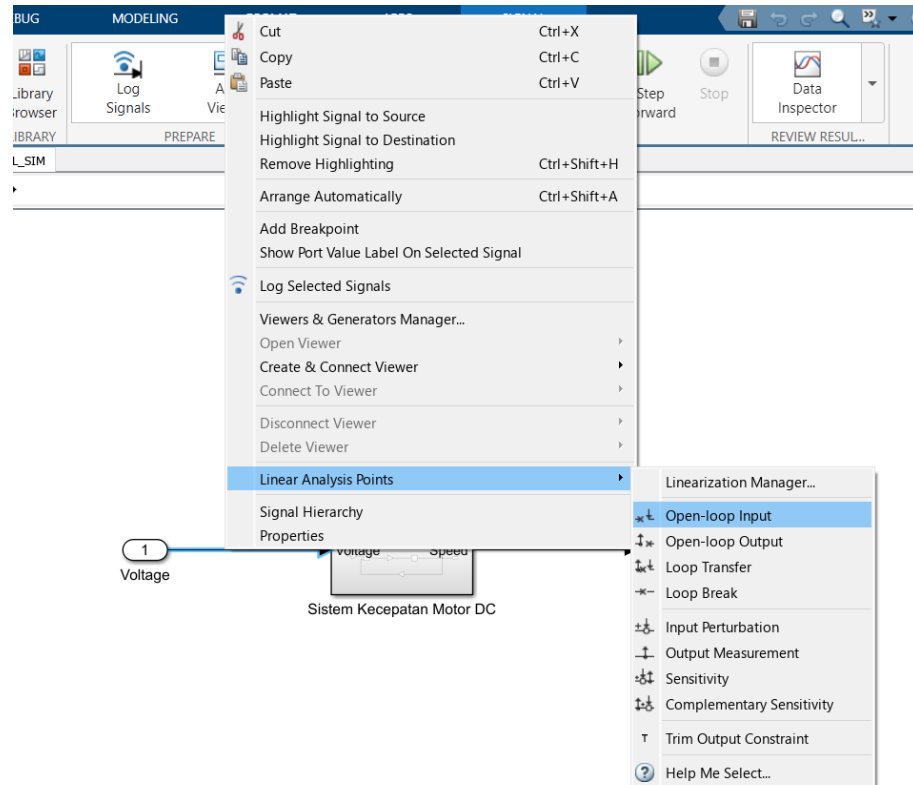 BUG
MODELING
Library
Browser
LIBRARY
Log
Signals
PREPARE
Step
Stop
Data
Inspector
REVIEW RESUL...
L_SIM
Cut Ctrl+X
Copy Ctrl+C
Paste Ctrl+V
Highlight Signal to Source
Highlight Signal to Destination
Remove Highlighting Ctrl+Shift+H
Arrange Automatically Ctrl+Shift+A
Add Breakpoint
Show Port Value Label On Selected Signal
Log Selected Signals
Viewers & Generators Manager...
Open Viewer
Create & Connect Viewer
Connect To Viewer
Disconnect Viewer
Delete Viewer
Linear Analysis Points
Signal Hierarchy
Properties
Linearization Manager...
Open-loop Input
Open-loop Output
Loop Transfer
Loop Break
Input Perturbation
Output Measurement
Sensitivity
Complementary Sensitivity
T Trim Output Constraint
? Help Me Select...
1
Voltage
Voltage Speed
Sistem Kecepatan Motor DC